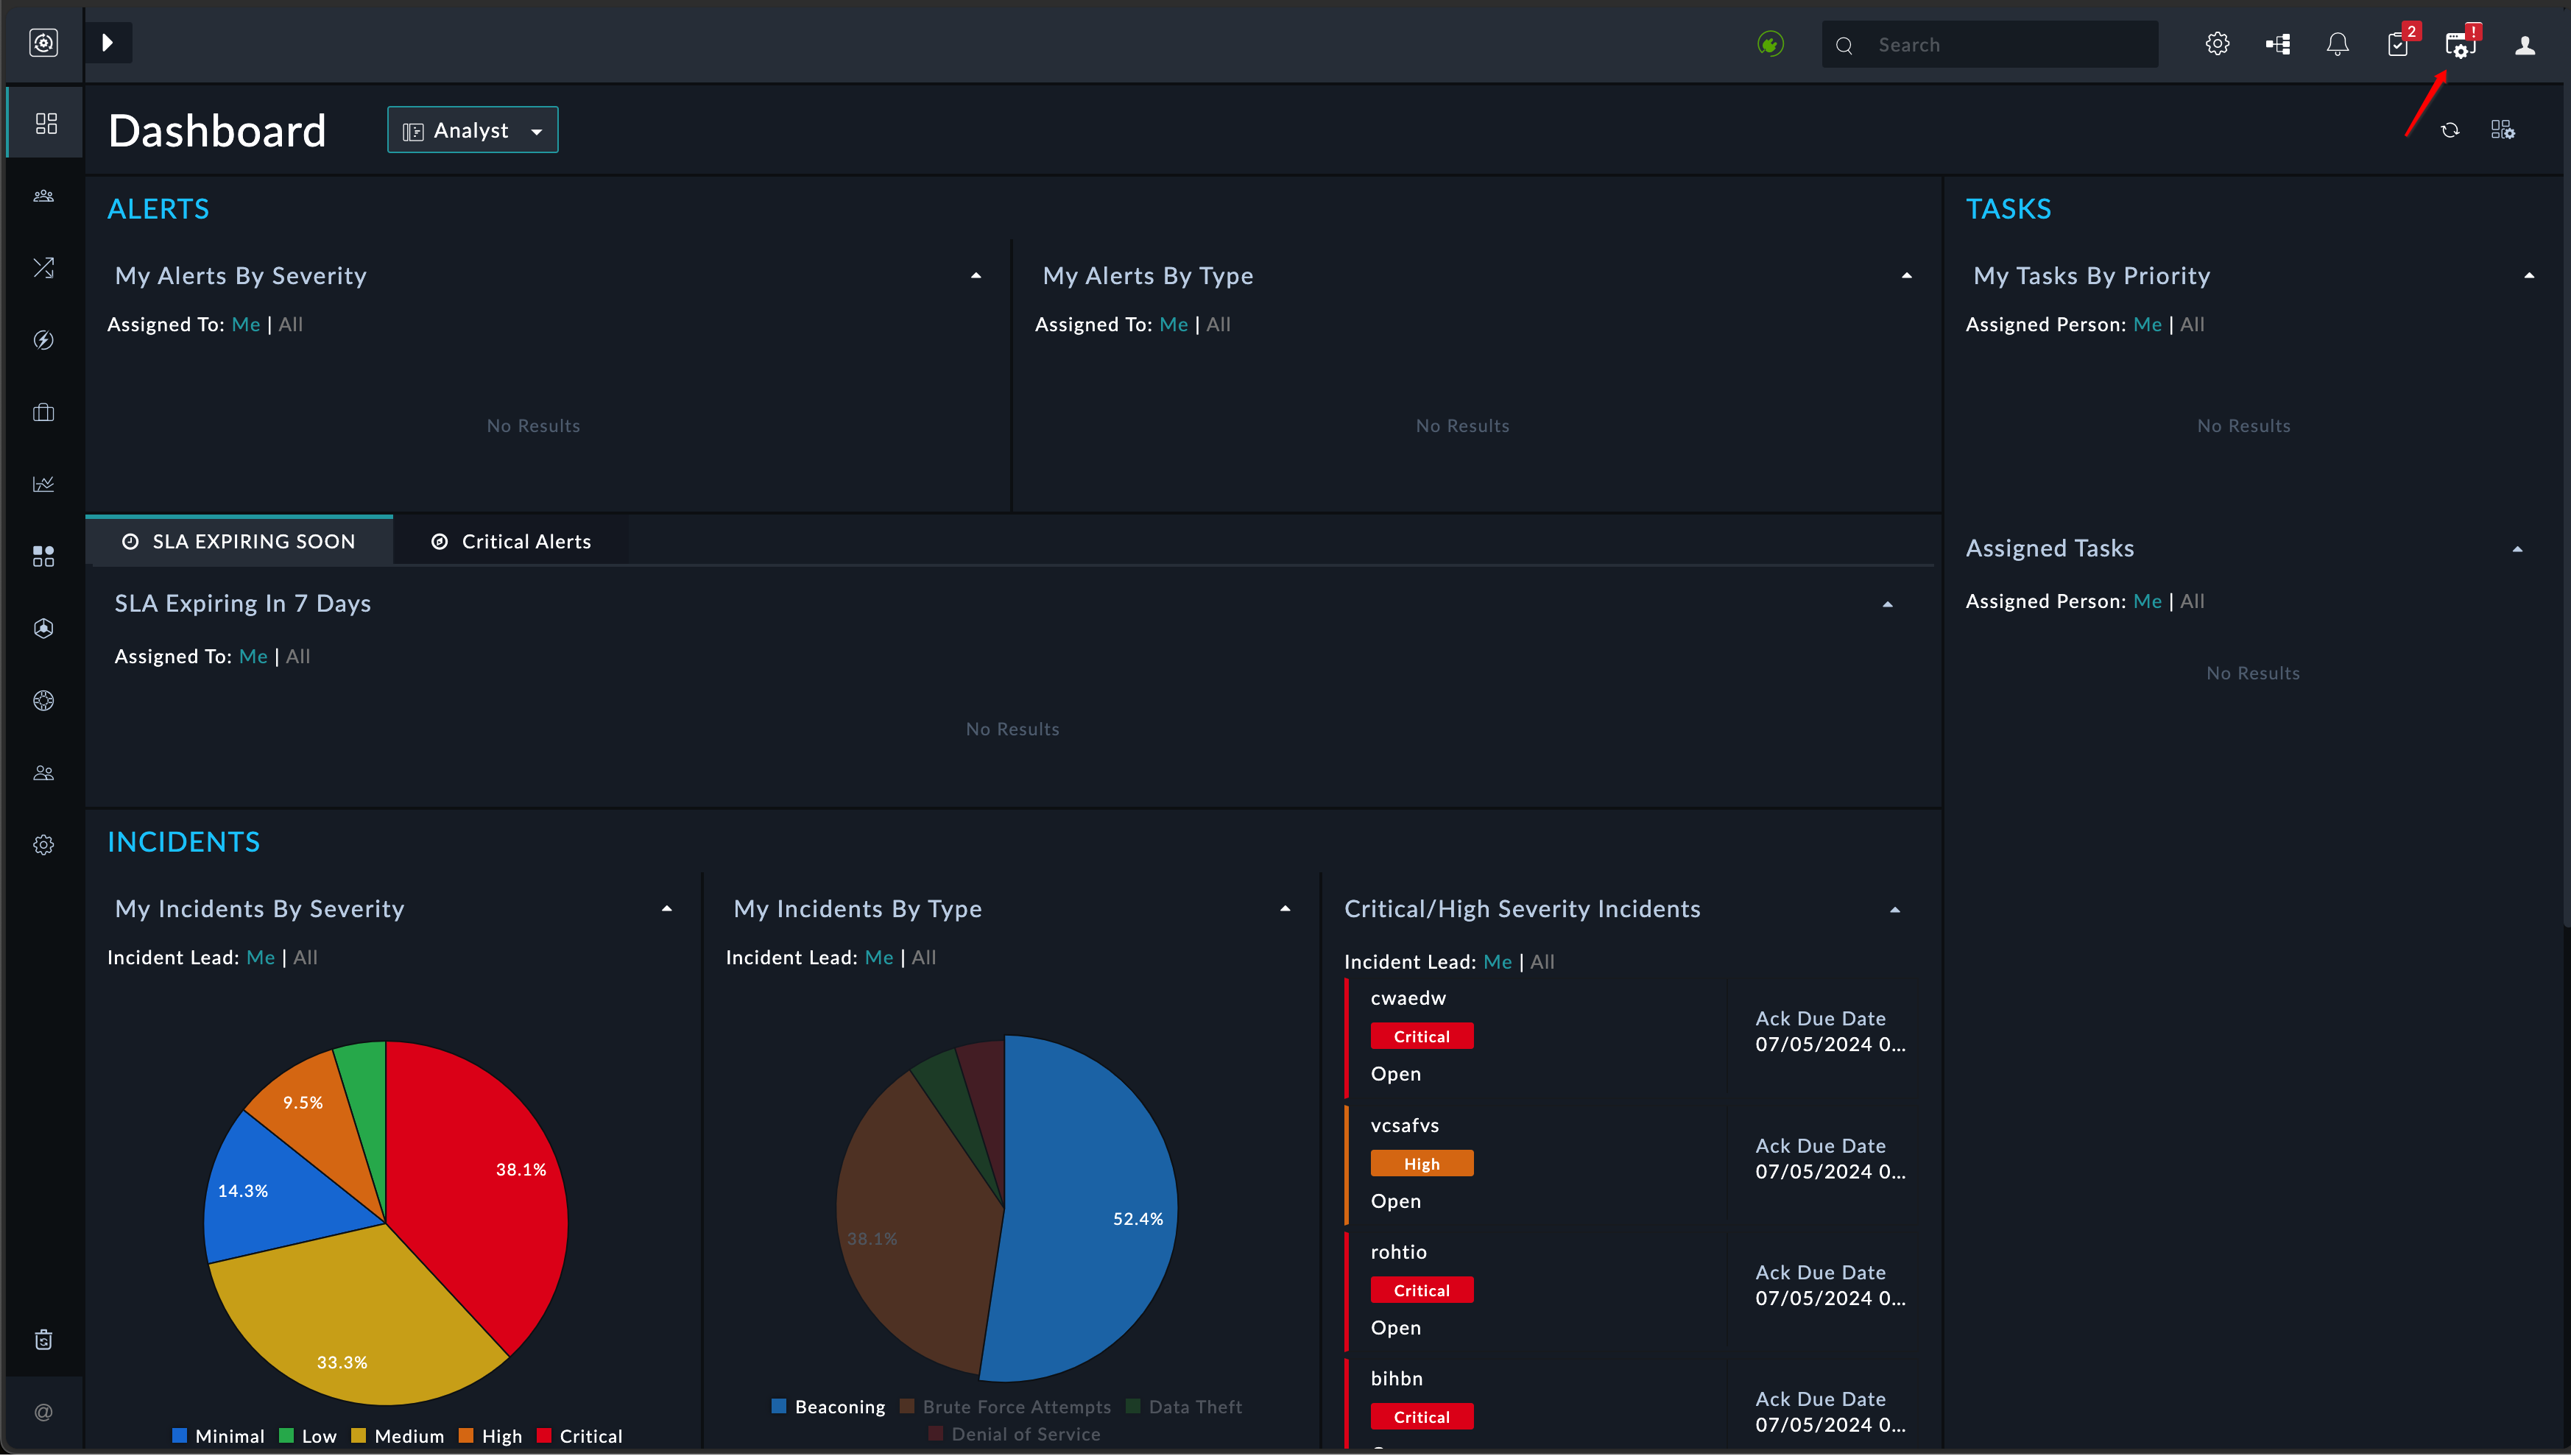 Search
2
!
Dashboard
Analyst
ALERTS
My Alerts By Severity
Assigned To: Me | All
No Results
My Alerts By Type
Assigned To: Me | All
No Results
TASKS
My Tasks By Priority
Assigned Person: Me | All
No Results
Assigned Tasks
Assigned Person: Me | All
No Results
SLA EXPIRING SOON
Critical Alerts
SLA Expiring In 7 Days
Assigned To: Me | All
No Results
INCIDENTS
My Incidents By Severity
Incident Lead: Me | All
9.5%
38.1%
14.3%
33.3%
Minimal Low Medium High Critical
My Incidents By Type
Incident Lead: Me | All
52.4%
38.1%
Beaconing Brute Force Attempts Data Theft
Denial of Service
Critical/High Severity Incidents
Incident Lead: Me | All
cwaedw
Critical
Open
Ack Due Date
07/05/2024 0...
vcsafvs
High
Open
Ack Due Date
07/05/2024 0...
rohtio
Critical
Open
Ack Due Date
07/05/2024 0...
bihbn
Critical
Ack Due Date
07/05/2024 0...
@